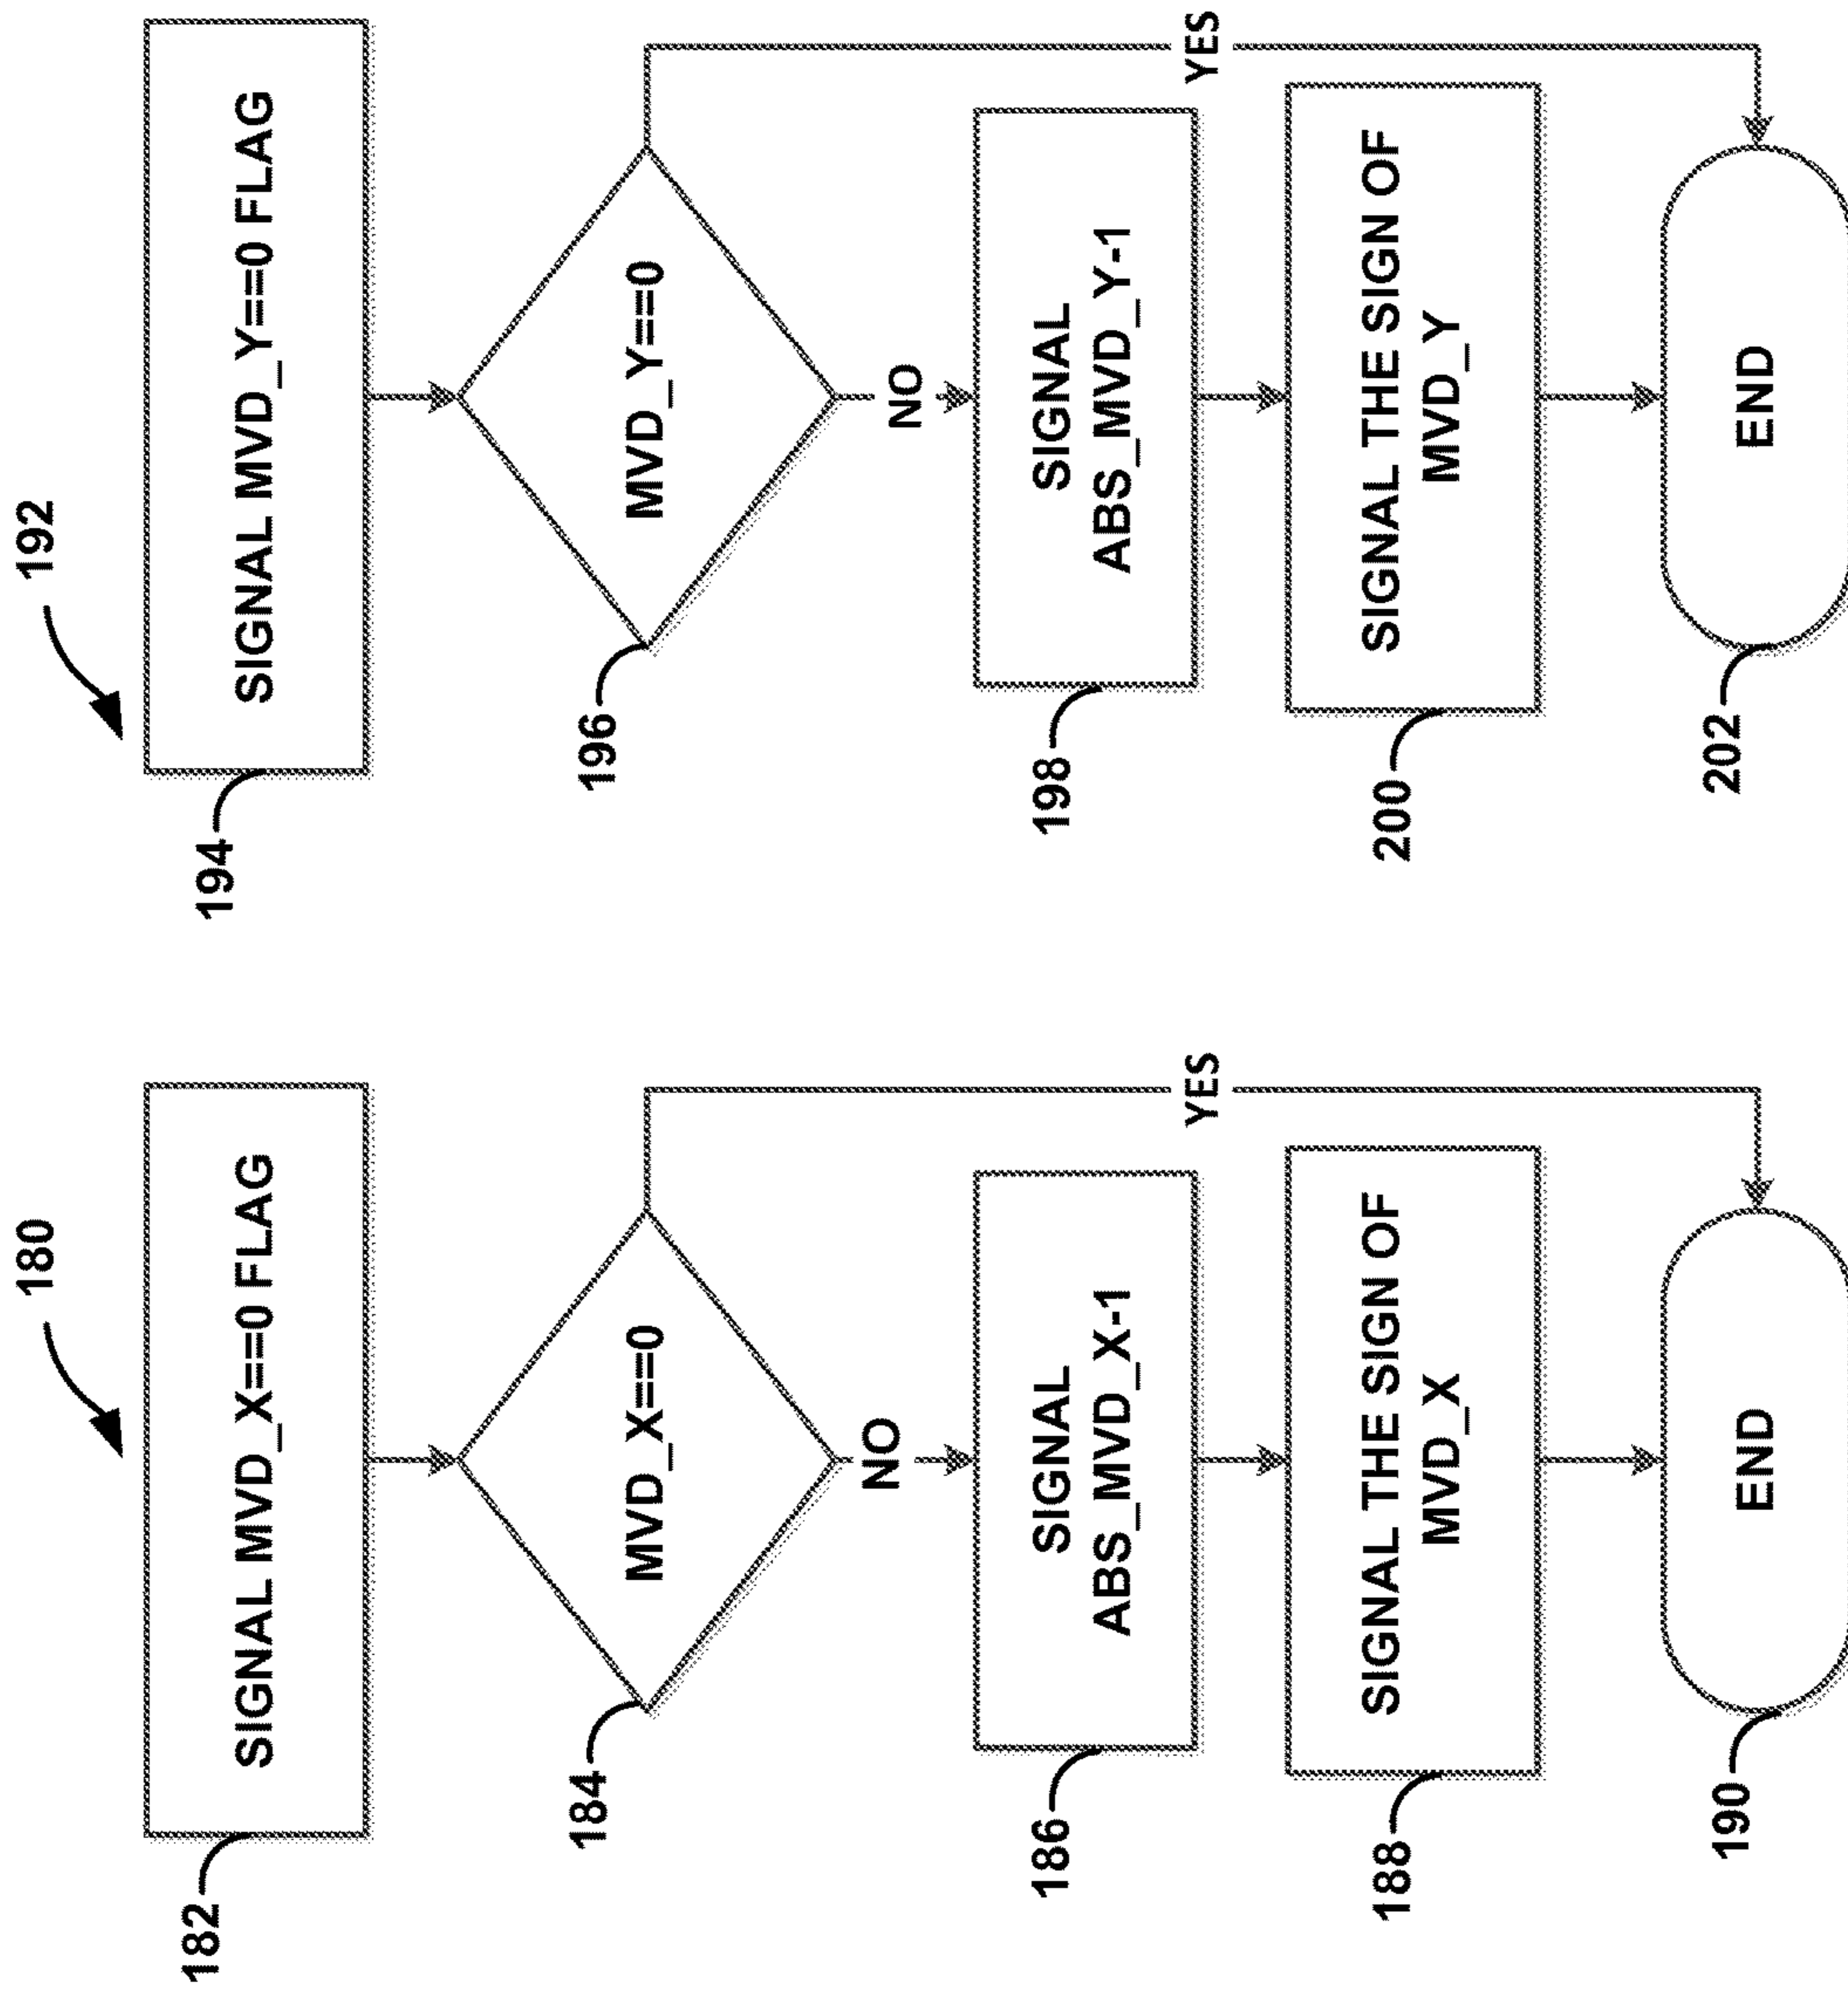 180
182
SIGNAL MVD_X==0 FLAG
184
MVD_X==0
NO
YES
186
SIGNAL
ABS_MVD_X-1
188
SIGNAL THE SIGN OF
MVD_X
190
END
192
194
SIGNAL MVD_Y==0 FLAG
196
MVD_Y==0
NO
YES
198
SIGNAL
ABS_MVD_Y-1
200
SIGNAL THE SIGN OF
MVD_Y
202
END